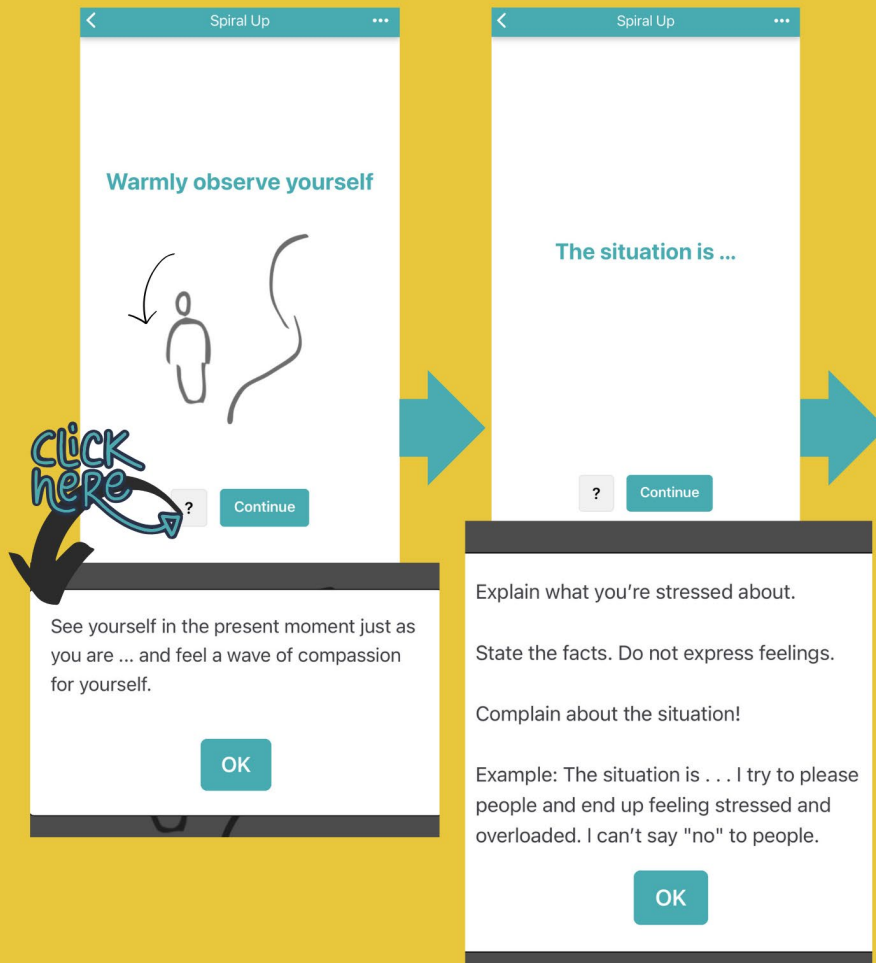 Spiral Up
Warmly observe yourself
click
here
?
Continue
See yourself in the present moment just as
you are ... and feel a wave of compassion
for yourself.
OK
Spiral Up
The situation is ...
?
Continue
Explain what you’re stressed about.
State the facts. Do not express feelings.
Complain about the situation!
Example: The situation is . . . I try to please
people and end up feeling stressed and
overloaded. I can’t say "no" to people.
OK